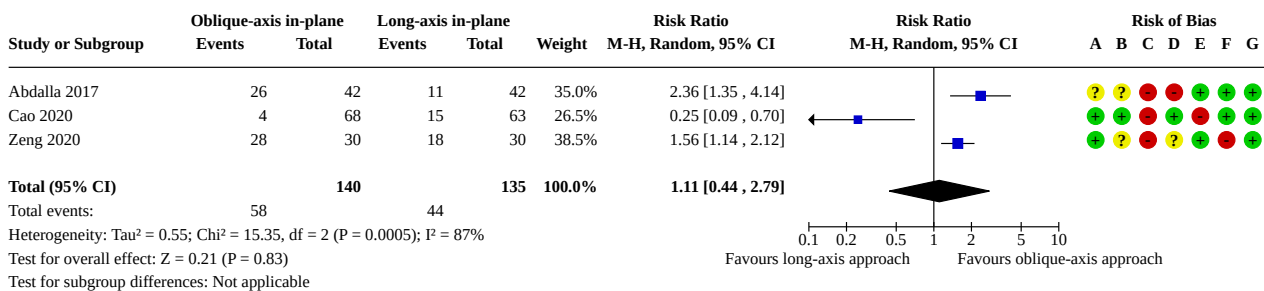 Oblique-axis in-plane Long-axis in-plane Risk Ratio Risk Ratio Risk of Bias
Study or Subgroup Events Total Events Total Weight M-H, Random, 95% CI M-H, Random, 95% CI A B C D E F G
Abdalla 2017 26 42 11 42 35.0% 2.36 [1.35 , 4.14] ? ? - - + + +
Cao 2020 4 68 15 63 26.5% 0.25 [0.09 , 0.70] + + - + - + +
Zeng 2020 28 30 18 30 38.5% 1.56 [1.14 , 2.12] + ? - ? + - +
Total (95% CI) 140 135 100.0% 1.11 [0.44 , 2.79]
Total events: 58 44
Heterogeneity: Tau² = 0.55; Chi² = 15.35, df = 2 (P = 0.0005); I² = 87%
0.1 0.2 0.5 1 2 5 10
Test for overall effect: Z = 0.21 (P = 0.83)
Favours long-axis approach Favours oblique-axis approach
Test for subgroup differences: Not applicable